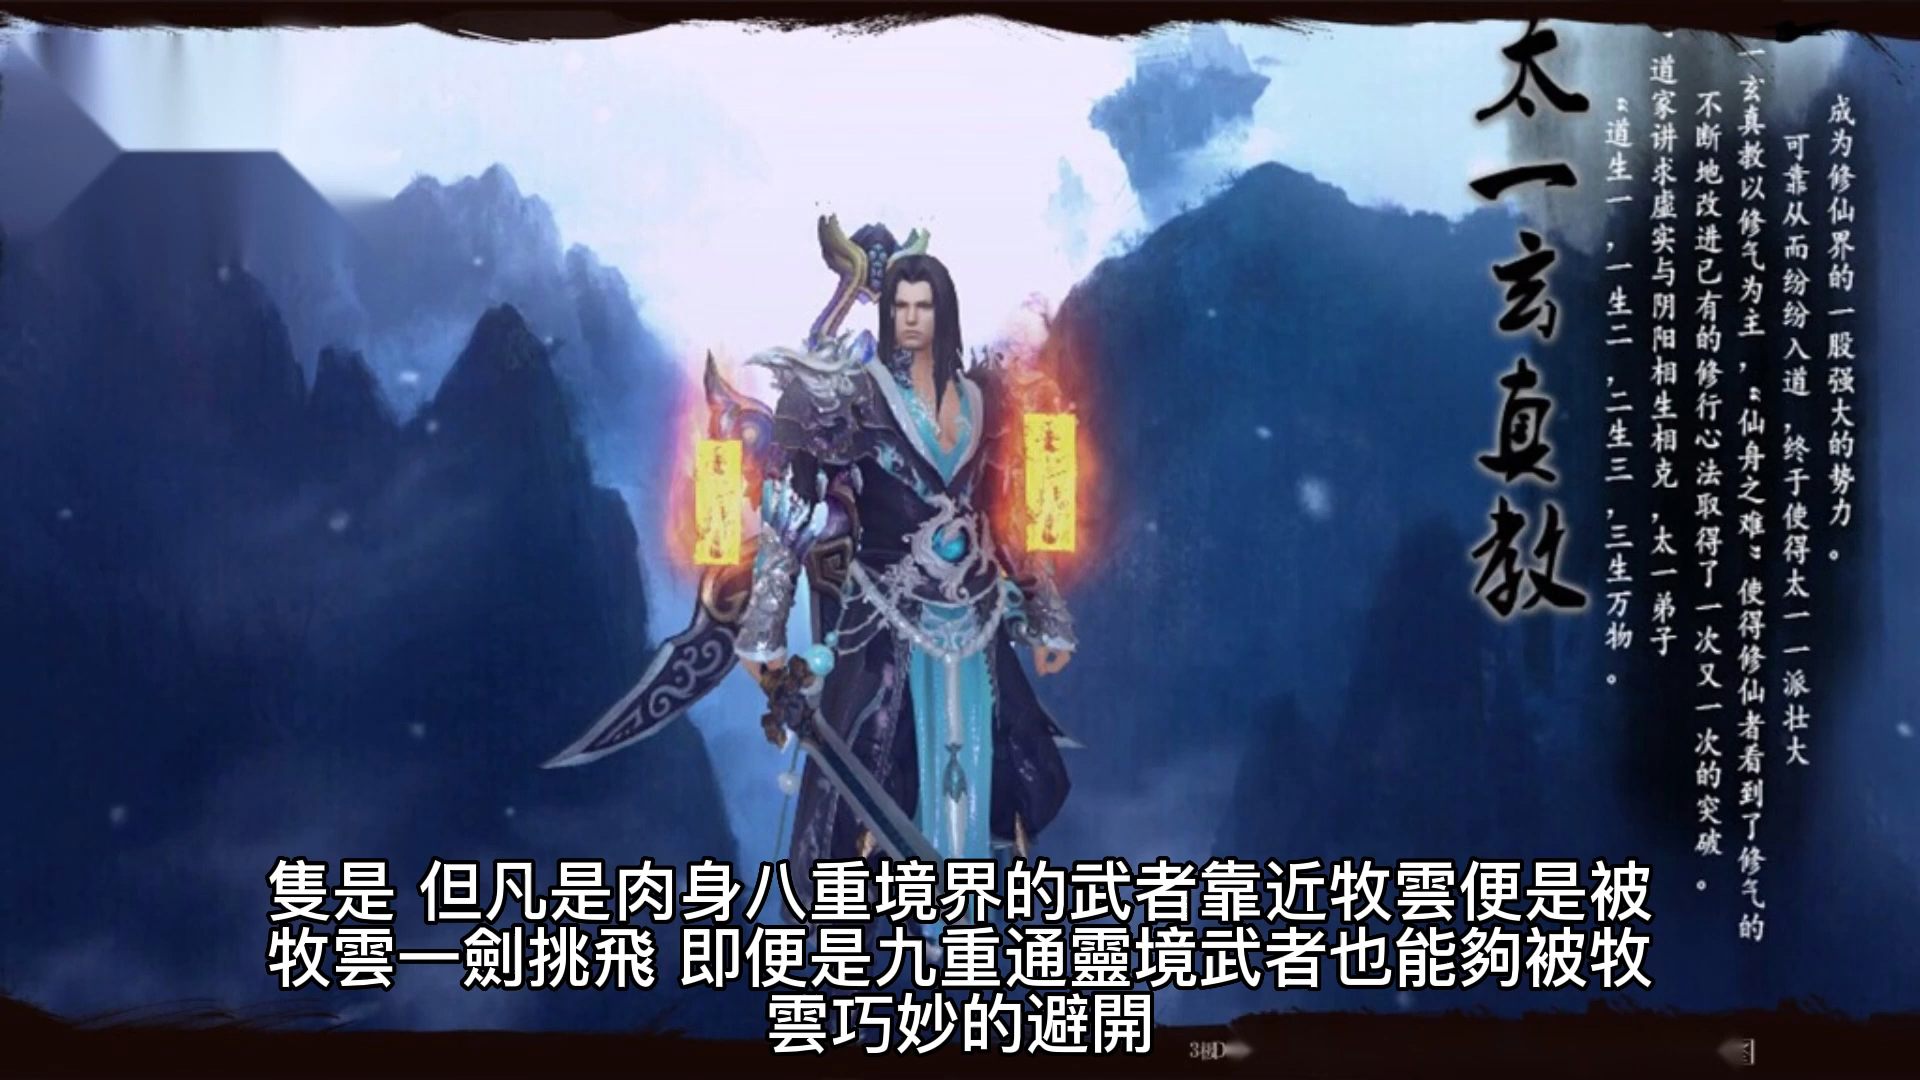 太一玄真教
“道生一，一生二，二生三，三生万物。
道家讲求虚实与阴阳相生相克，太一弟子
不断地改进已有的修行心法取得了一次又一次的突破。
一玄真教以修气为主，“仙身之难”使得修仙者看到了修气的
可靠从而纷纷入道，终于使得太一一派壮大
成为修仙界的一股强大的势力。
隻是 但凡是肉身八重境界的武者靠近牧雲便是被
牧雲一劍挑飛 即便是九重通靈境武者也能夠被牧
雲巧妙的避開